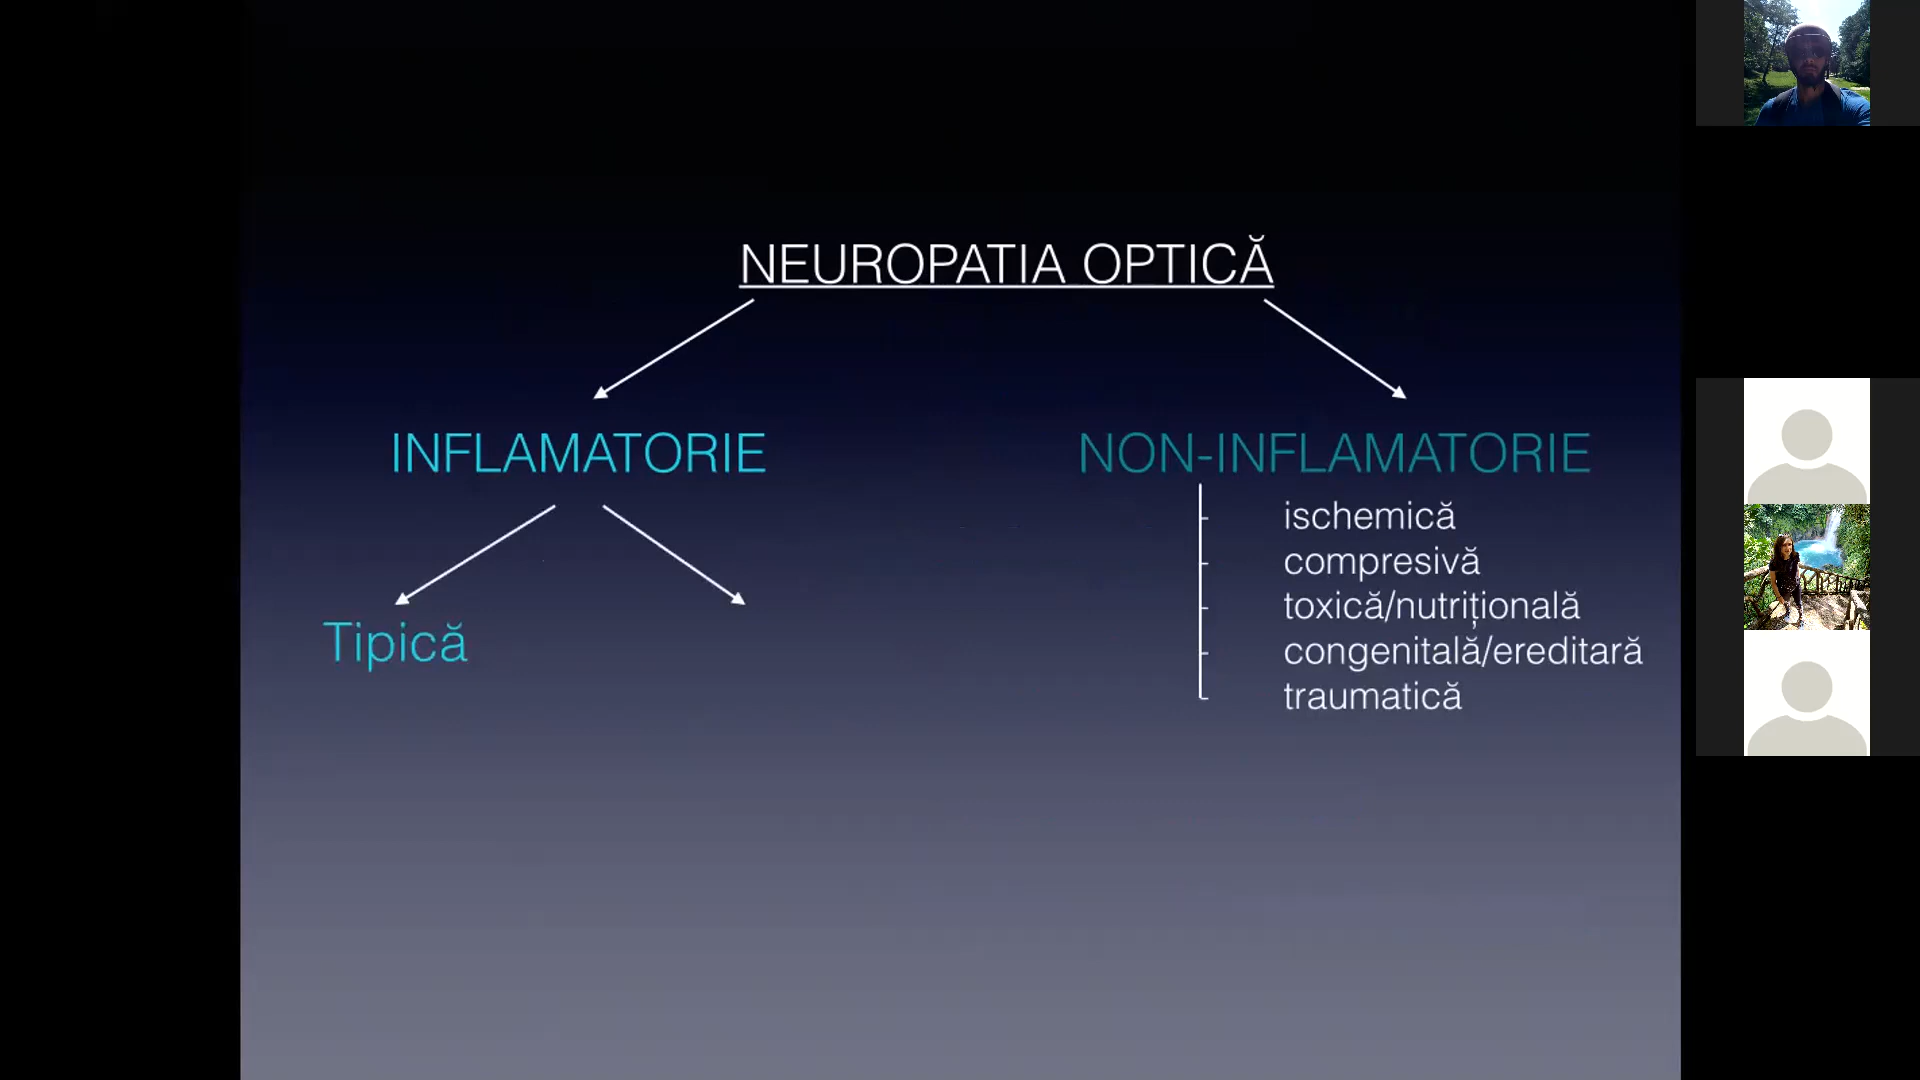 NEUROPATIA OPTICĂ
INFLAMATORIE
Tipică
NON-INFLAMATORIE
ischemică
compresivă
toxică/nutrițională
congenitală/ereditară
traumatică